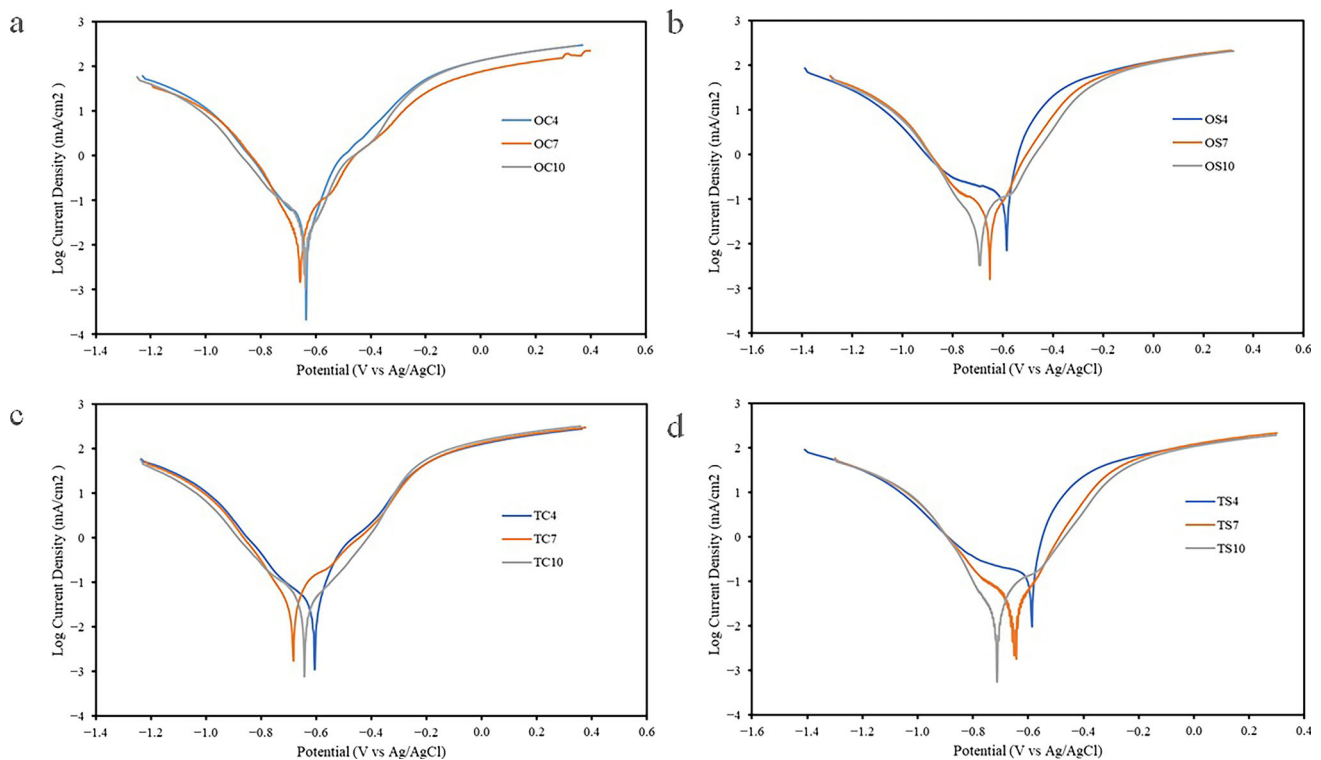 a
3
2
1
0
−1
−2
−3
−4
Log Current Density (mA/cm2 )
OC4
OC7
OC10
−1.4 −1.2 −1.0 −0.8 −0.6 −0.4 −0.2 0.0 0.2 0.4 0.6
Potential (V vs Ag/AgCl)
b
3
2
1
0
−1
−2
−3
−4
Log Current Density (mA/cm2 )
OS4
OS7
OS10
−1.6 −1.4 −1.2 −1.0 −0.8 −0.6 −0.4 −0.2 0.0 0.2 0.4 0.6
Potential (V vs Ag/AgCl)
c
3
2
1
0
−1
−2
−3
−4
Log Current Density (mA/cm2 )
TC4
TC7
TC10
−1.4 −1.2 −1.0 −0.8 −0.6 −0.4 −0.2 0.0 0.2 0.4 0.6
Potential (V vs Ag/AgCl)
d
3
2
1
0
−1
−2
−3
−4
Log Current Density (mA/cm2 )
TS4
TS7
TS10
−1.6 −1.4 −1.2 −1.0 −0.8 −0.6 −0.4 −0.2 0.0 0.2 0.4
Potential (V vs Ag/AgCl)